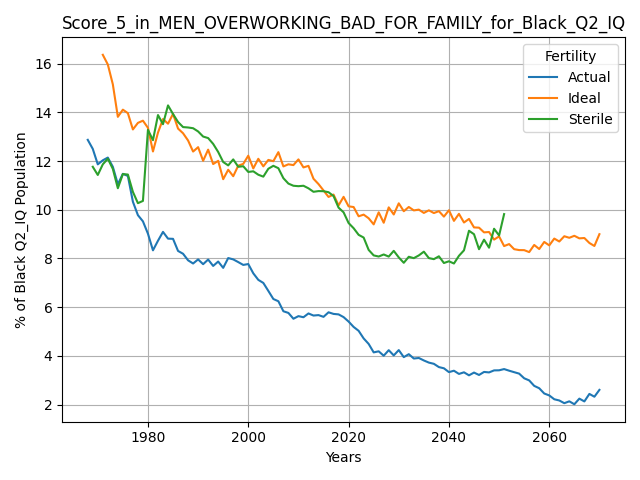 Score_5_in_MEN_OVERWORKING_BAD_FOR_FAMILY_for_Black_Q2_IQ
Fertility
Actual
Ideal
Sterile
% of Black Q2_IQ Population
16
14
12
10
8
6
4
2
1980 2000 2020 2040 2060
Years